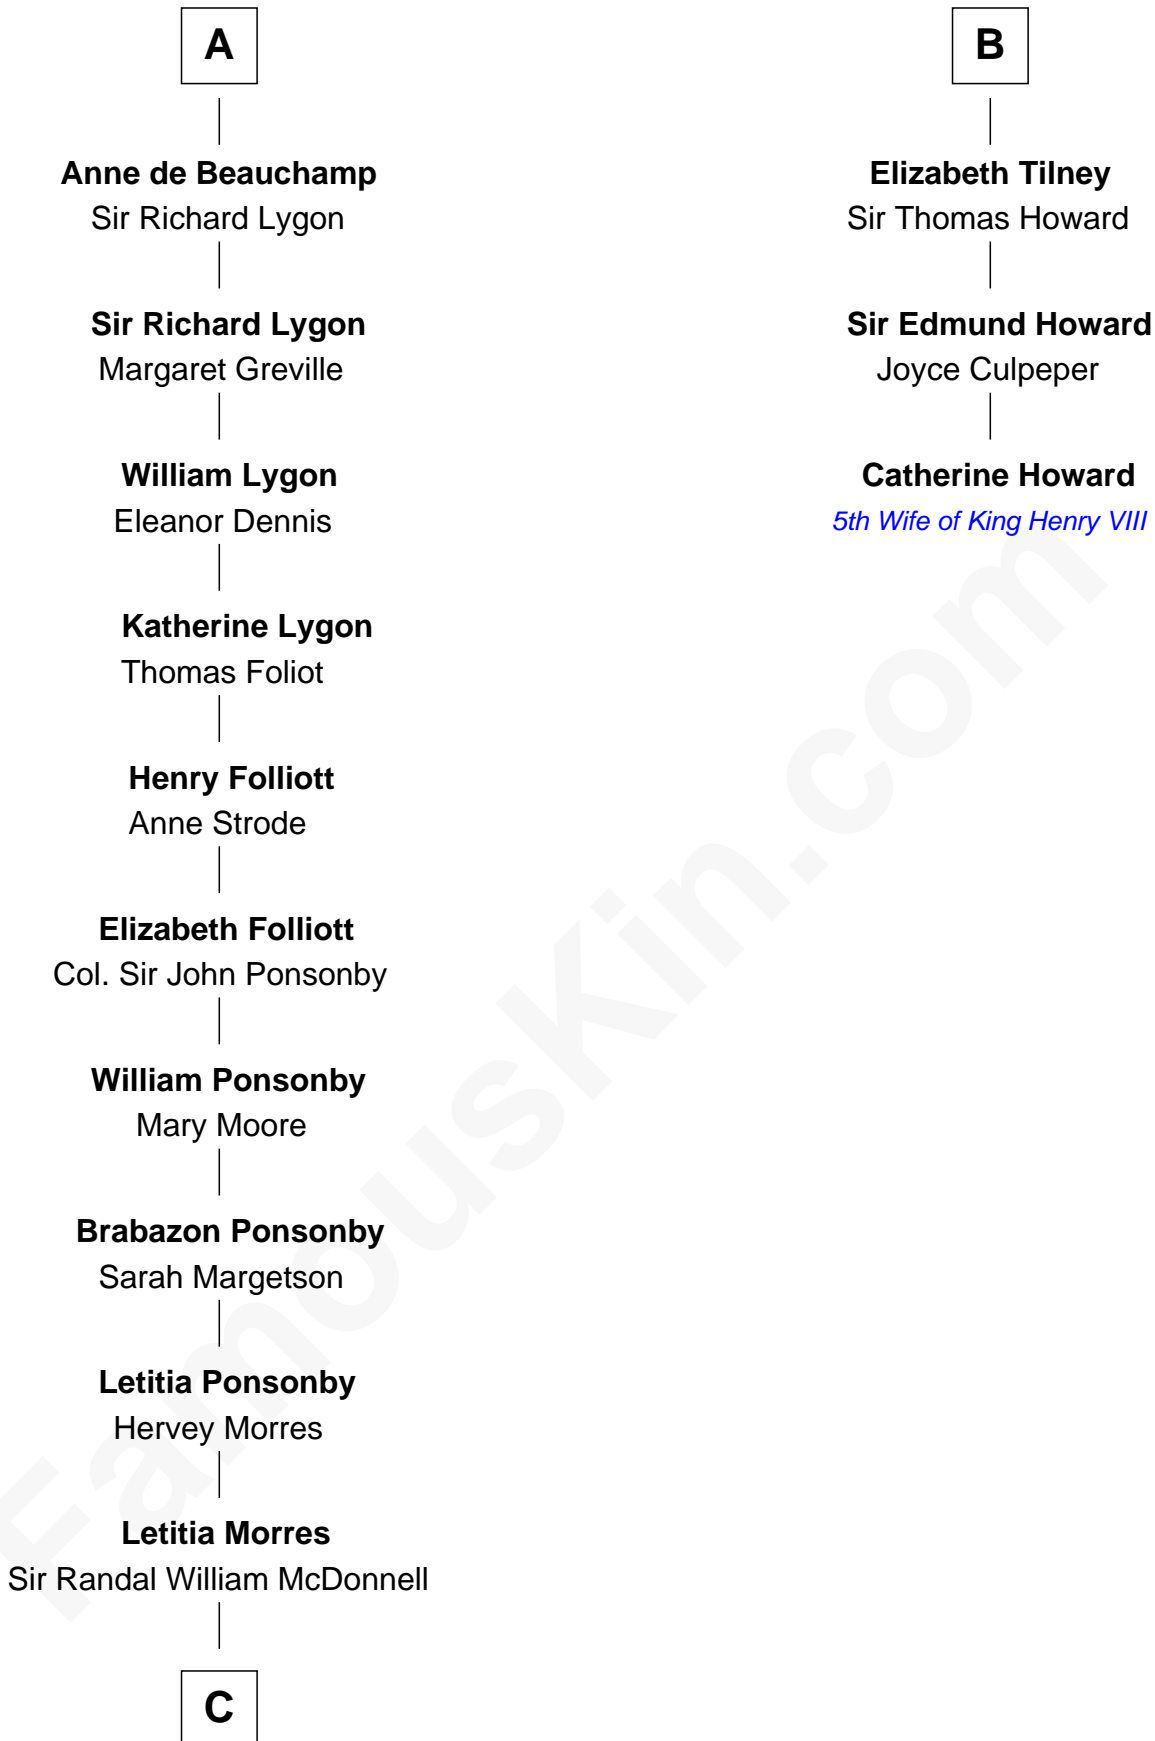 A
Anne de Beauchamp
Sir Richard Lygon
Sir Richard Lygon
Margaret Greville
William Lygon
Eleanor Dennis
Katherine Lygon
Thomas Foliot
Henry Folliott
Anne Strode
Elizabeth Folliott
Col. Sir John Ponsonby
William Ponsonby
Mary Moore
Brabazon Ponsonby
Sarah Margetson
Letitia Ponsonby
Hervey Morres
Letitia Morres
Sir Randal William McDonnell
C
B
Elizabeth Tilney
Sir Thomas Howard
Sir Edmund Howard
Joyce Culpeper
Catherine Howard
5th Wife of King Henry VIII
FamousKin.com